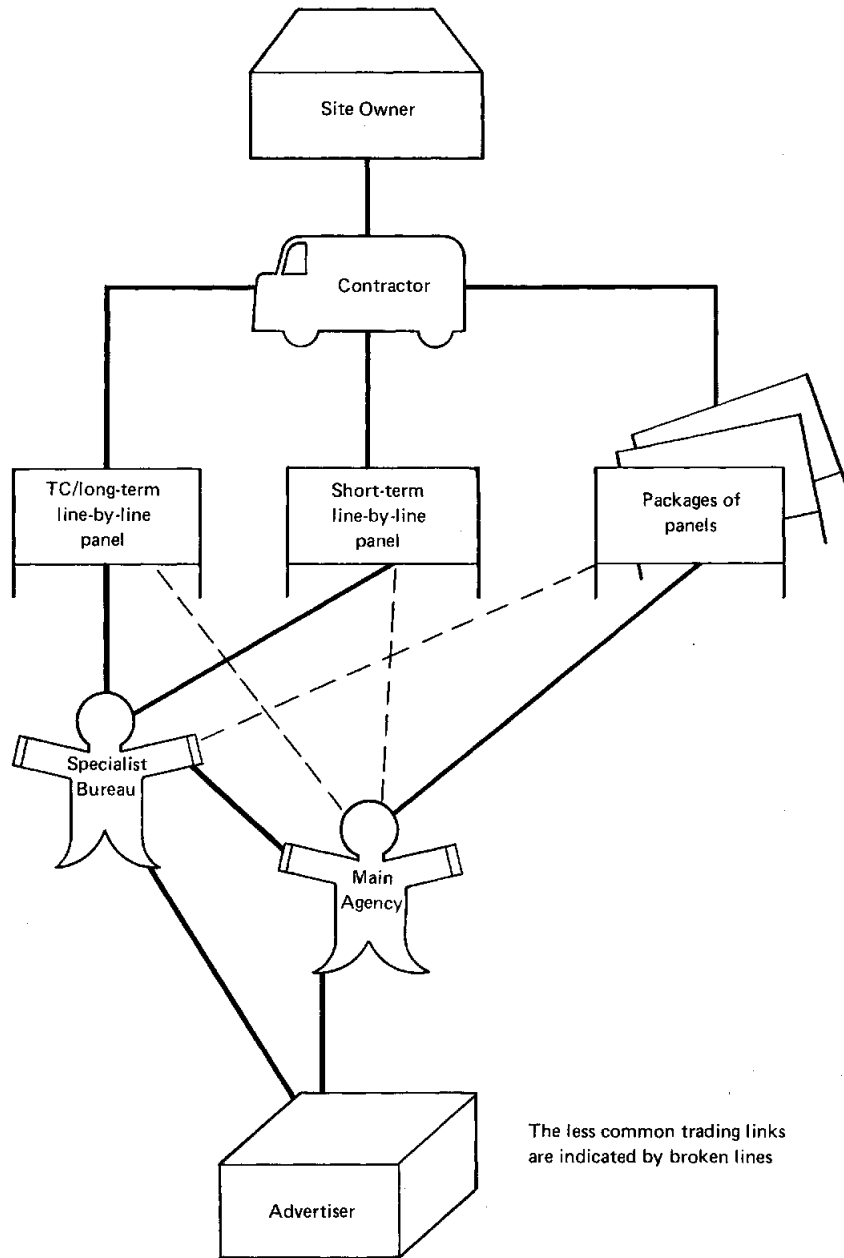 Site Owner
Contractor
TC/long-term
line-by-line
panel
Short-term
line-by-line
panel
Packages of
panels
Specialist
Bureau
Main
Agency
The less common trading links
are indicated by broken lines
Advertiser